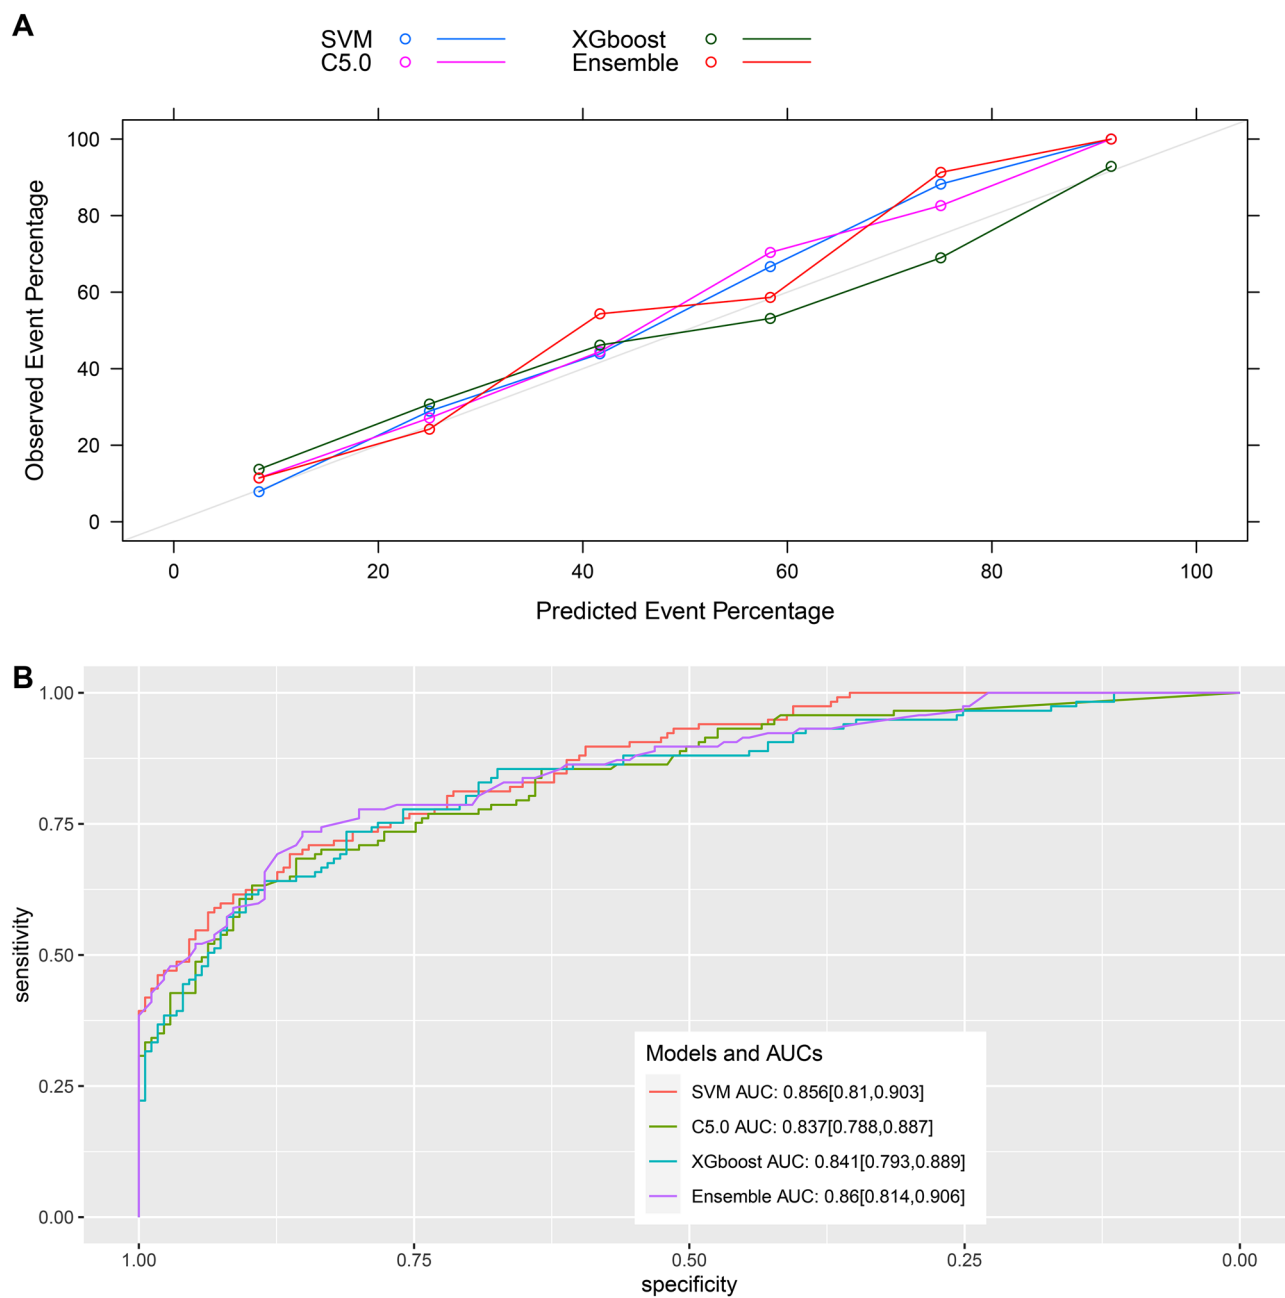 A
SVM
XGboost
C5.0
Ensemble
100
80
60
40
20
0
Observed Event Percentage
0 20 40 60 80 100
Predicted Event Percentage
B
1.00
0.75
0.50
0.25
0.00
sensitivity
Models and AUCs
SVM AUC: 0.856[0.81,0.903]
C5.0 AUC: 0.837[0.788,0.887]
XGboost AUC: 0.841[0.793,0.889]
Ensemble AUC: 0.86[0.814,0.906]
1.00 0.75 0.50 0.25 0.00
specificity